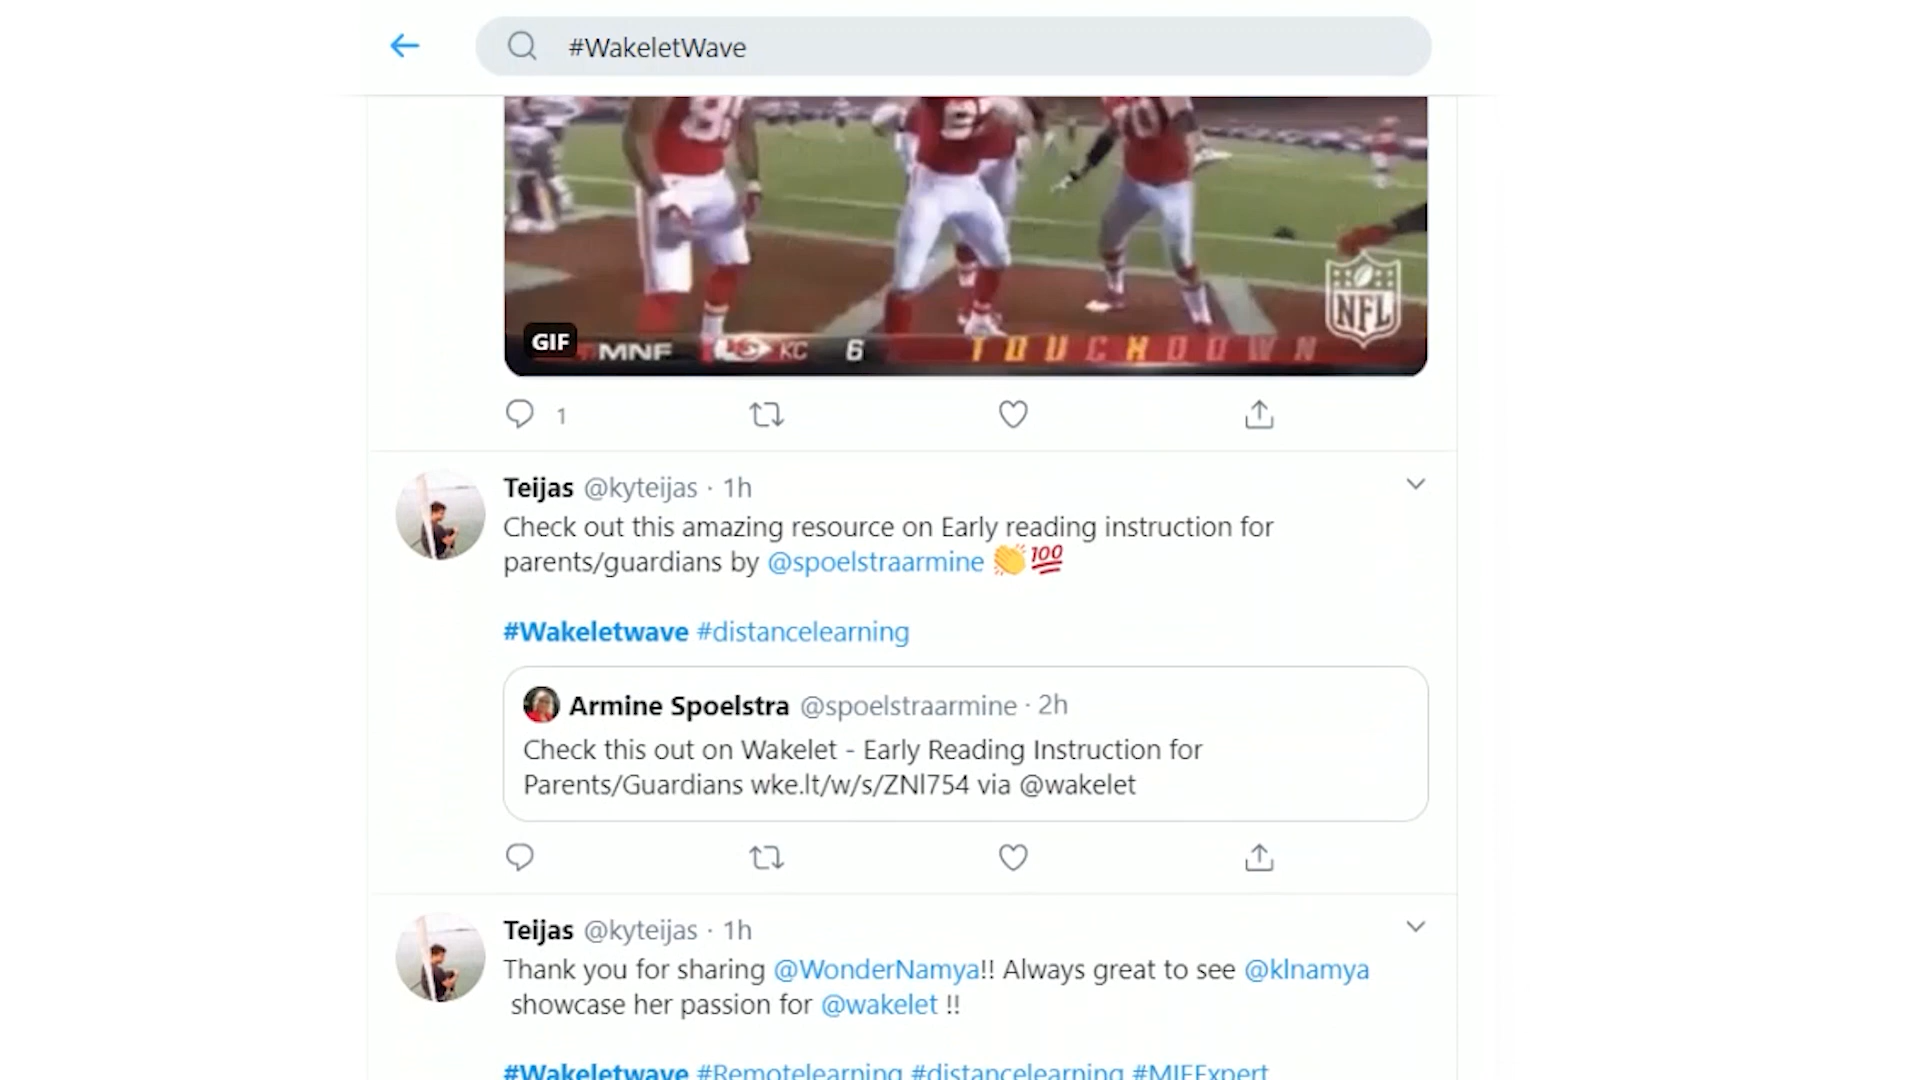 #WakeletWave
NFL
GIF
MNF KC 6 TOUCHDOWN
1
Teijas @kyteijas · 1h
Check out this amazing resource on Early reading instruction for
parents/guardians by @spoelstraarmine 👏💯
#Wakeletwave #distancelearning
Armine Spoelstra @spoelstraarmine · 2h
Check this out on Wakelet - Early Reading Instruction for
Parents/Guardians wke.lt/w/s/ZNl754 via @wakelet
Teijas @kyteijas · 1h
Thank you for sharing @WonderNamya!! Always great to see @klnamya
showcase her passion for @wakelet !!
#Wakeletwave #Remotelearning #distancelearning #MIEExpert